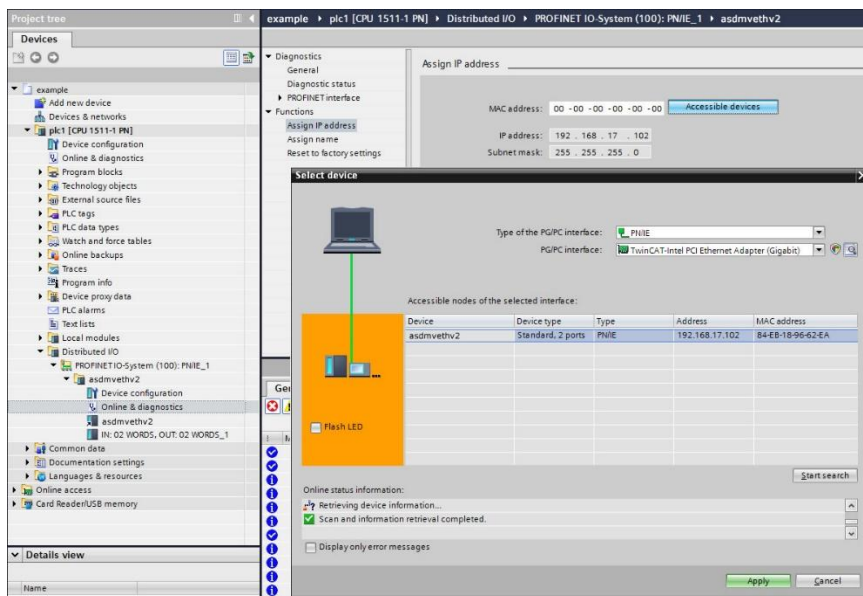 Project tree
example ▸ plc1 [CPU 1511-1 PN] ▸ Distributed I/O ▸ PROFINET IO-System (100): PN/IE_1 ▸ asdmvethv2
Devices
example
Add new device
Devices & networks
plc1 [CPU 1511-1 PN]
Device configuration
Online & diagnostics
Program blocks
Technology objects
External source files
PLC tags
PLC data types
Watch and force tables
Online backups
Traces
Program info
Device proxy data
PLC alarms
Text lists
Local modules
Distributed I/O
PROFINET IO-System (100): PN/IE_1
asdmvethv2
Device configuration
Online & diagnostics
asdmvethv2
IN: 02 WORDS, OUT: 02 WORDS_1
Common data
Documentation settings
Languages & resources
Online access
Card Reader/USB memory
Details view
Name
Diagnostics
General
Diagnostic status
PROFINET interface
Functions
Assign IP address
Assign name
Reset to factory settings
Assign IP address
MAC address: 00 -00 -00 -00 -00 -00 Accessible devices
IP address: 192 . 168 . 17 . 102
Subnet mask: 255 . 255 . 255 . 0
Select device
Type of the PG/PC interface: PN/IE
PG/PC interface: TwinCAT-Intel PCI Ethernet Adapter (Gigabit)
Accessible nodes of the selected interface:
Device Device type Type Address MAC address
asdmvethv2 Standard, 2 ports PN/IE 192.168.17.102 84-EB-18-96-62-EA
Flash LED
Start search
Online status information:
Retrieving device information...
Scan and information retrieval completed.
Display only error messages
Apply Cancel